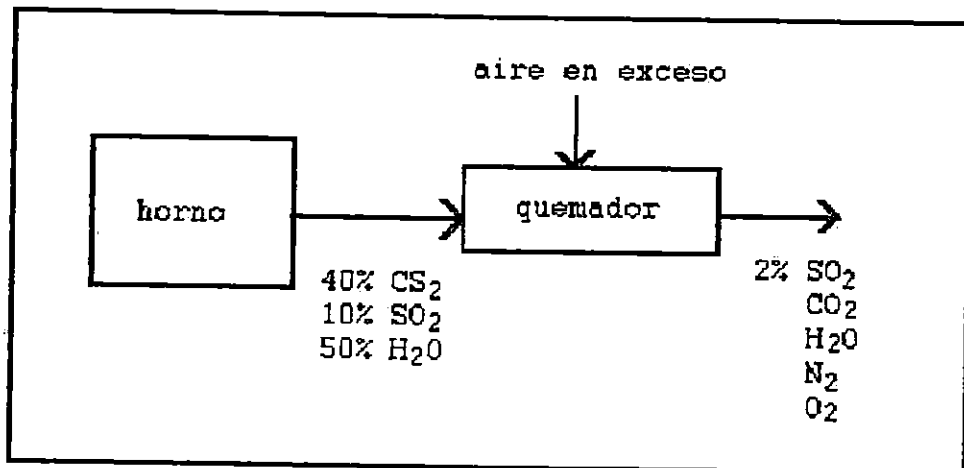 aire en exceso
horno
quemador
40% CS₂
10% SO₂
50% H₂O
2% SO₂
CO₂
H₂O
N₂
O₂